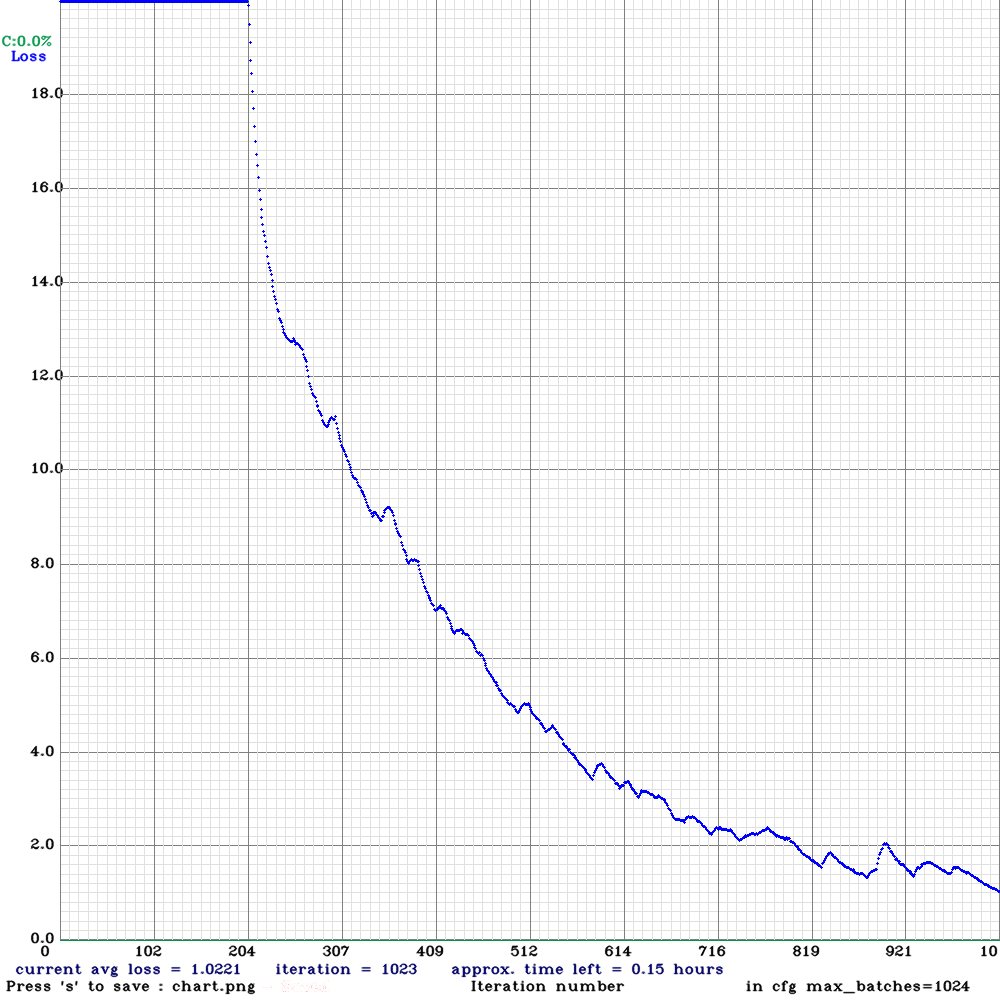 C:0.0%
Loss
18.0
16.0
14.0
12.0
10.0
8.0
6.0
4.0
2.0
0.0
0 102 204 307 409 512 614 716 819 921 10
current avg loss = 1.0221 iteration = 1023 approx. time left = 0.15 hours
Press 's' to save : chart.png Iteration number in cfg max_batches=1024